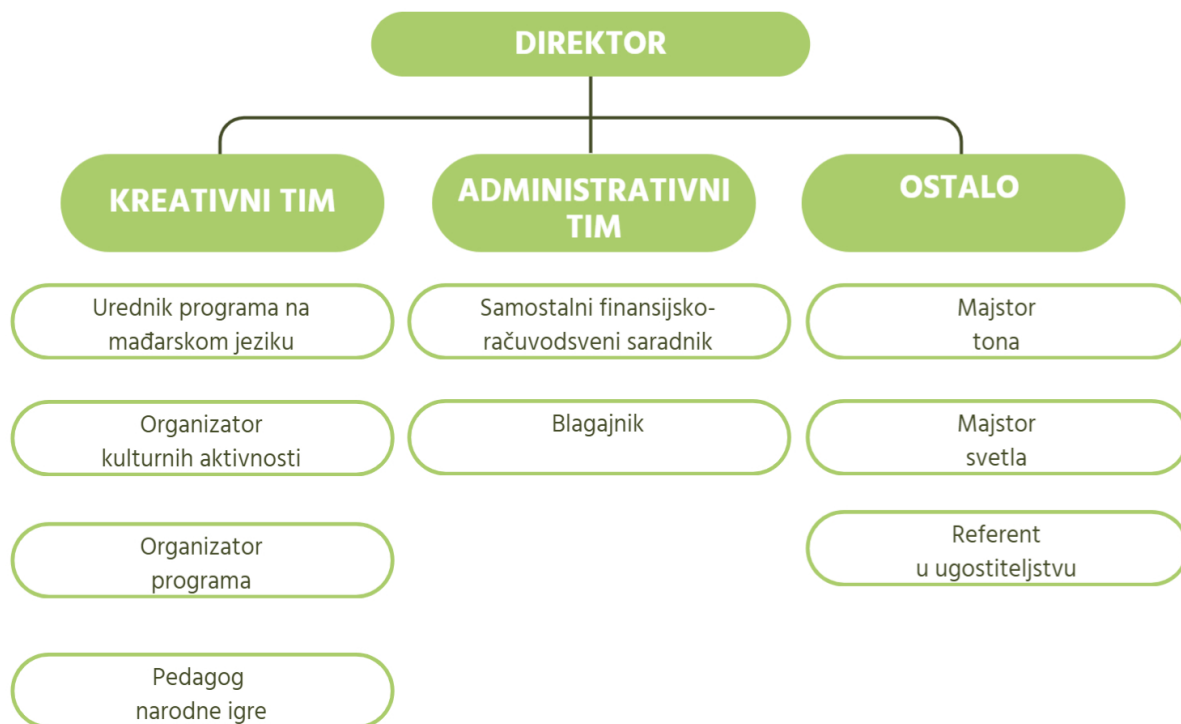 DIREKTOR
KREATIVNI TIM
ADMINISTRATIVNI
TIM
OSTALO
Urednik programa na
mađarskom jeziku
Organizator
kulturnih aktivnosti
Organizator
programa
Pedagog
narodne igre
Samostalni finansijsko-
račuvodsveni saradnik
Blagajnik
Majstor
tona
Majstor
svetla
Referent
u ugostiteljstvu